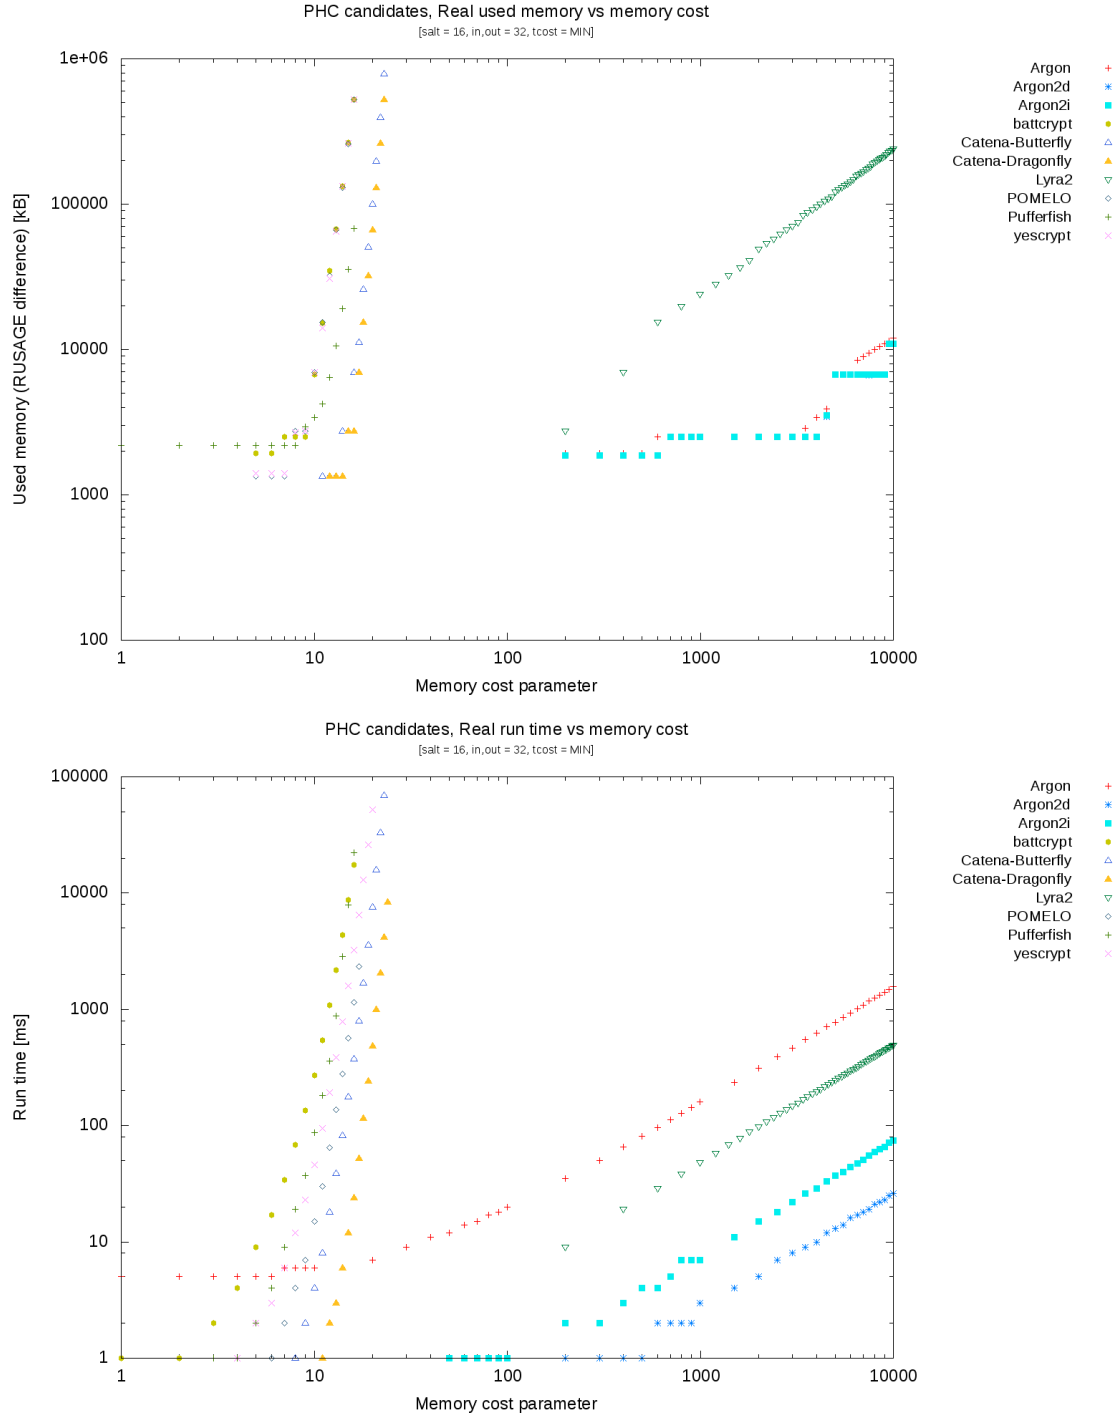 PHC candidates, Real used memory vs memory cost
[salt = 16, in,out = 32, tcost = MIN]
Used memory (RUSAGE difference) [kB]
1e+06
100000
10000
1000
100
1
10
100
1000
10000
Memory cost parameter
Argon
Argon2d
Argon2i
battcrypt
Catena-Butterfly
Catena-Dragonfly
Lyra2
POMELO
Pufferfish
yescrypt
PHC candidates, Real run time vs memory cost
[salt = 16, in,out = 32, tcost = MIN]
Run time [ms]
100000
10000
1000
100
10
1
1
10
100
1000
10000
Memory cost parameter
Argon
Argon2d
Argon2i
battcrypt
Catena-Butterfly
Catena-Dragonfly
Lyra2
POMELO
Pufferfish
yescrypt